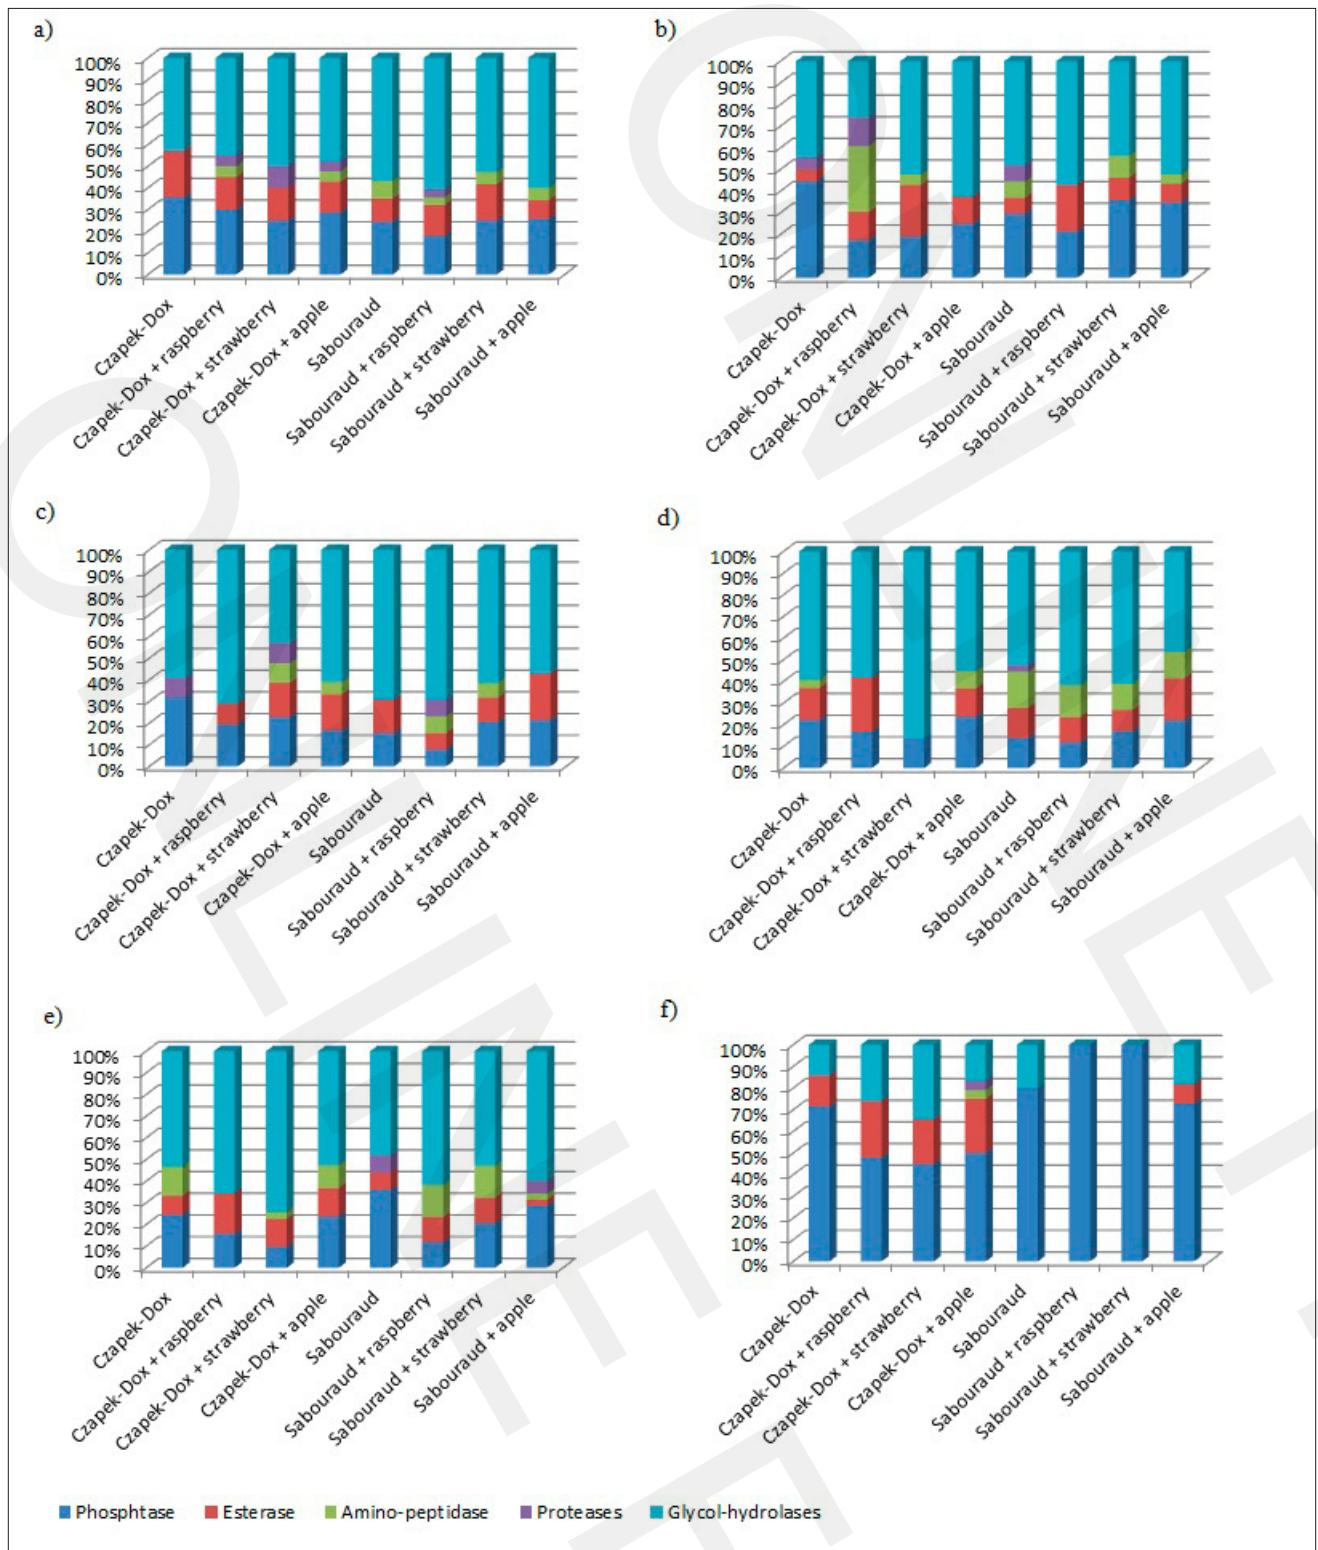 a)
100%
90%
80%
70%
60%
50%
40%
30%
20%
10%
0%
Czapek-Dox
Czapek-Dox + raspberry
Czapek-Dox + strawberry
Czapek-Dox + apple
Sabouraud
Sabouraud + raspberry
Sabouraud + strawberry
Sabouraud + apple
b)
100%
90%
80%
70%
60%
50%
40%
30%
20%
10%
0%
Czapek-Dox
Czapek-Dox + raspberry
Czapek-Dox + strawberry
Czapek-Dox + apple
Sabouraud
Sabouraud + raspberry
Sabouraud + strawberry
Sabouraud + apple
c)
100%
90%
80%
70%
60%
50%
40%
30%
20%
10%
0%
Czapek-Dox
Czapek-Dox + raspberry
Czapek-Dox + strawberry
Czapek-Dox + apple
Sabouraud
Sabouraud + raspberry
Sabouraud + strawberry
Sabouraud + apple
d)
100%
90%
80%
70%
60%
50%
40%
30%
20%
10%
0%
Czapek-Dox
Czapek-Dox + raspberry
Czapek-Dox + strawberry
Czapek-Dox + apple
Sabouraud
Sabouraud + raspberry
Sabouraud + strawberry
Sabouraud + apple
e)
100%
90%
80%
70%
60%
50%
40%
30%
20%
10%
0%
Czapek-Dox
Czapek-Dox + raspberry
Czapek-Dox + strawberry
Czapek-Dox + apple
Sabouraud
Sabouraud + raspberry
Sabouraud + strawberry
Sabouraud + apple
f)
100%
90%
80%
70%
60%
50%
40%
30%
20%
10%
0%
Czapek-Dox
Czapek-Dox + raspberry
Czapek-Dox + strawberry
Czapek-Dox + apple
Sabouraud
Sabouraud + raspberry
Sabouraud + strawberry
Sabouraud + apple
Phosphtase Esterase Amino-peptidase Proteases Glycol-hydrolases
ONLINE
ONLINE